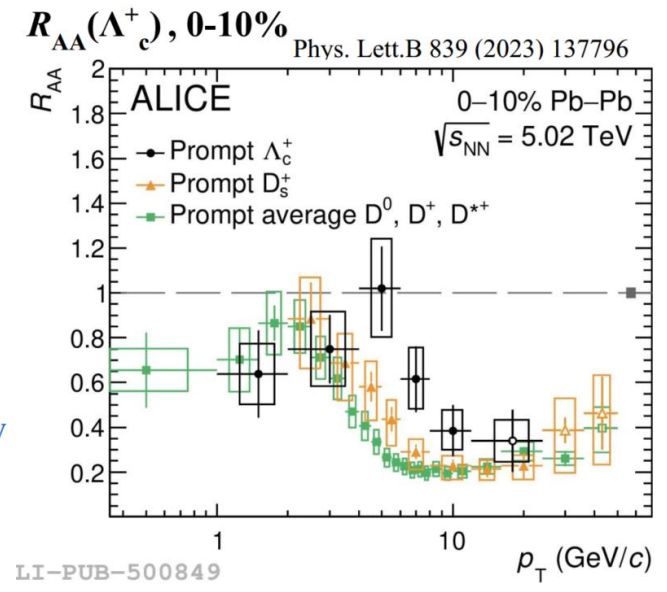 R_AA(Λ⁺_c), 0-10%
Phys. Lett.B 839 (2023) 137796
R_AA
2
1.8
1.6
1.4
1.2
1
0.8
0.6
0.4
0.2
ALICE
0–10% Pb–Pb
√s_NN = 5.02 TeV
Prompt Λ_c⁺
Prompt D_s⁺
Prompt average D⁰, D⁺, D*⁺
1
10
p_T (GeV/c)
LI-PUB-500849